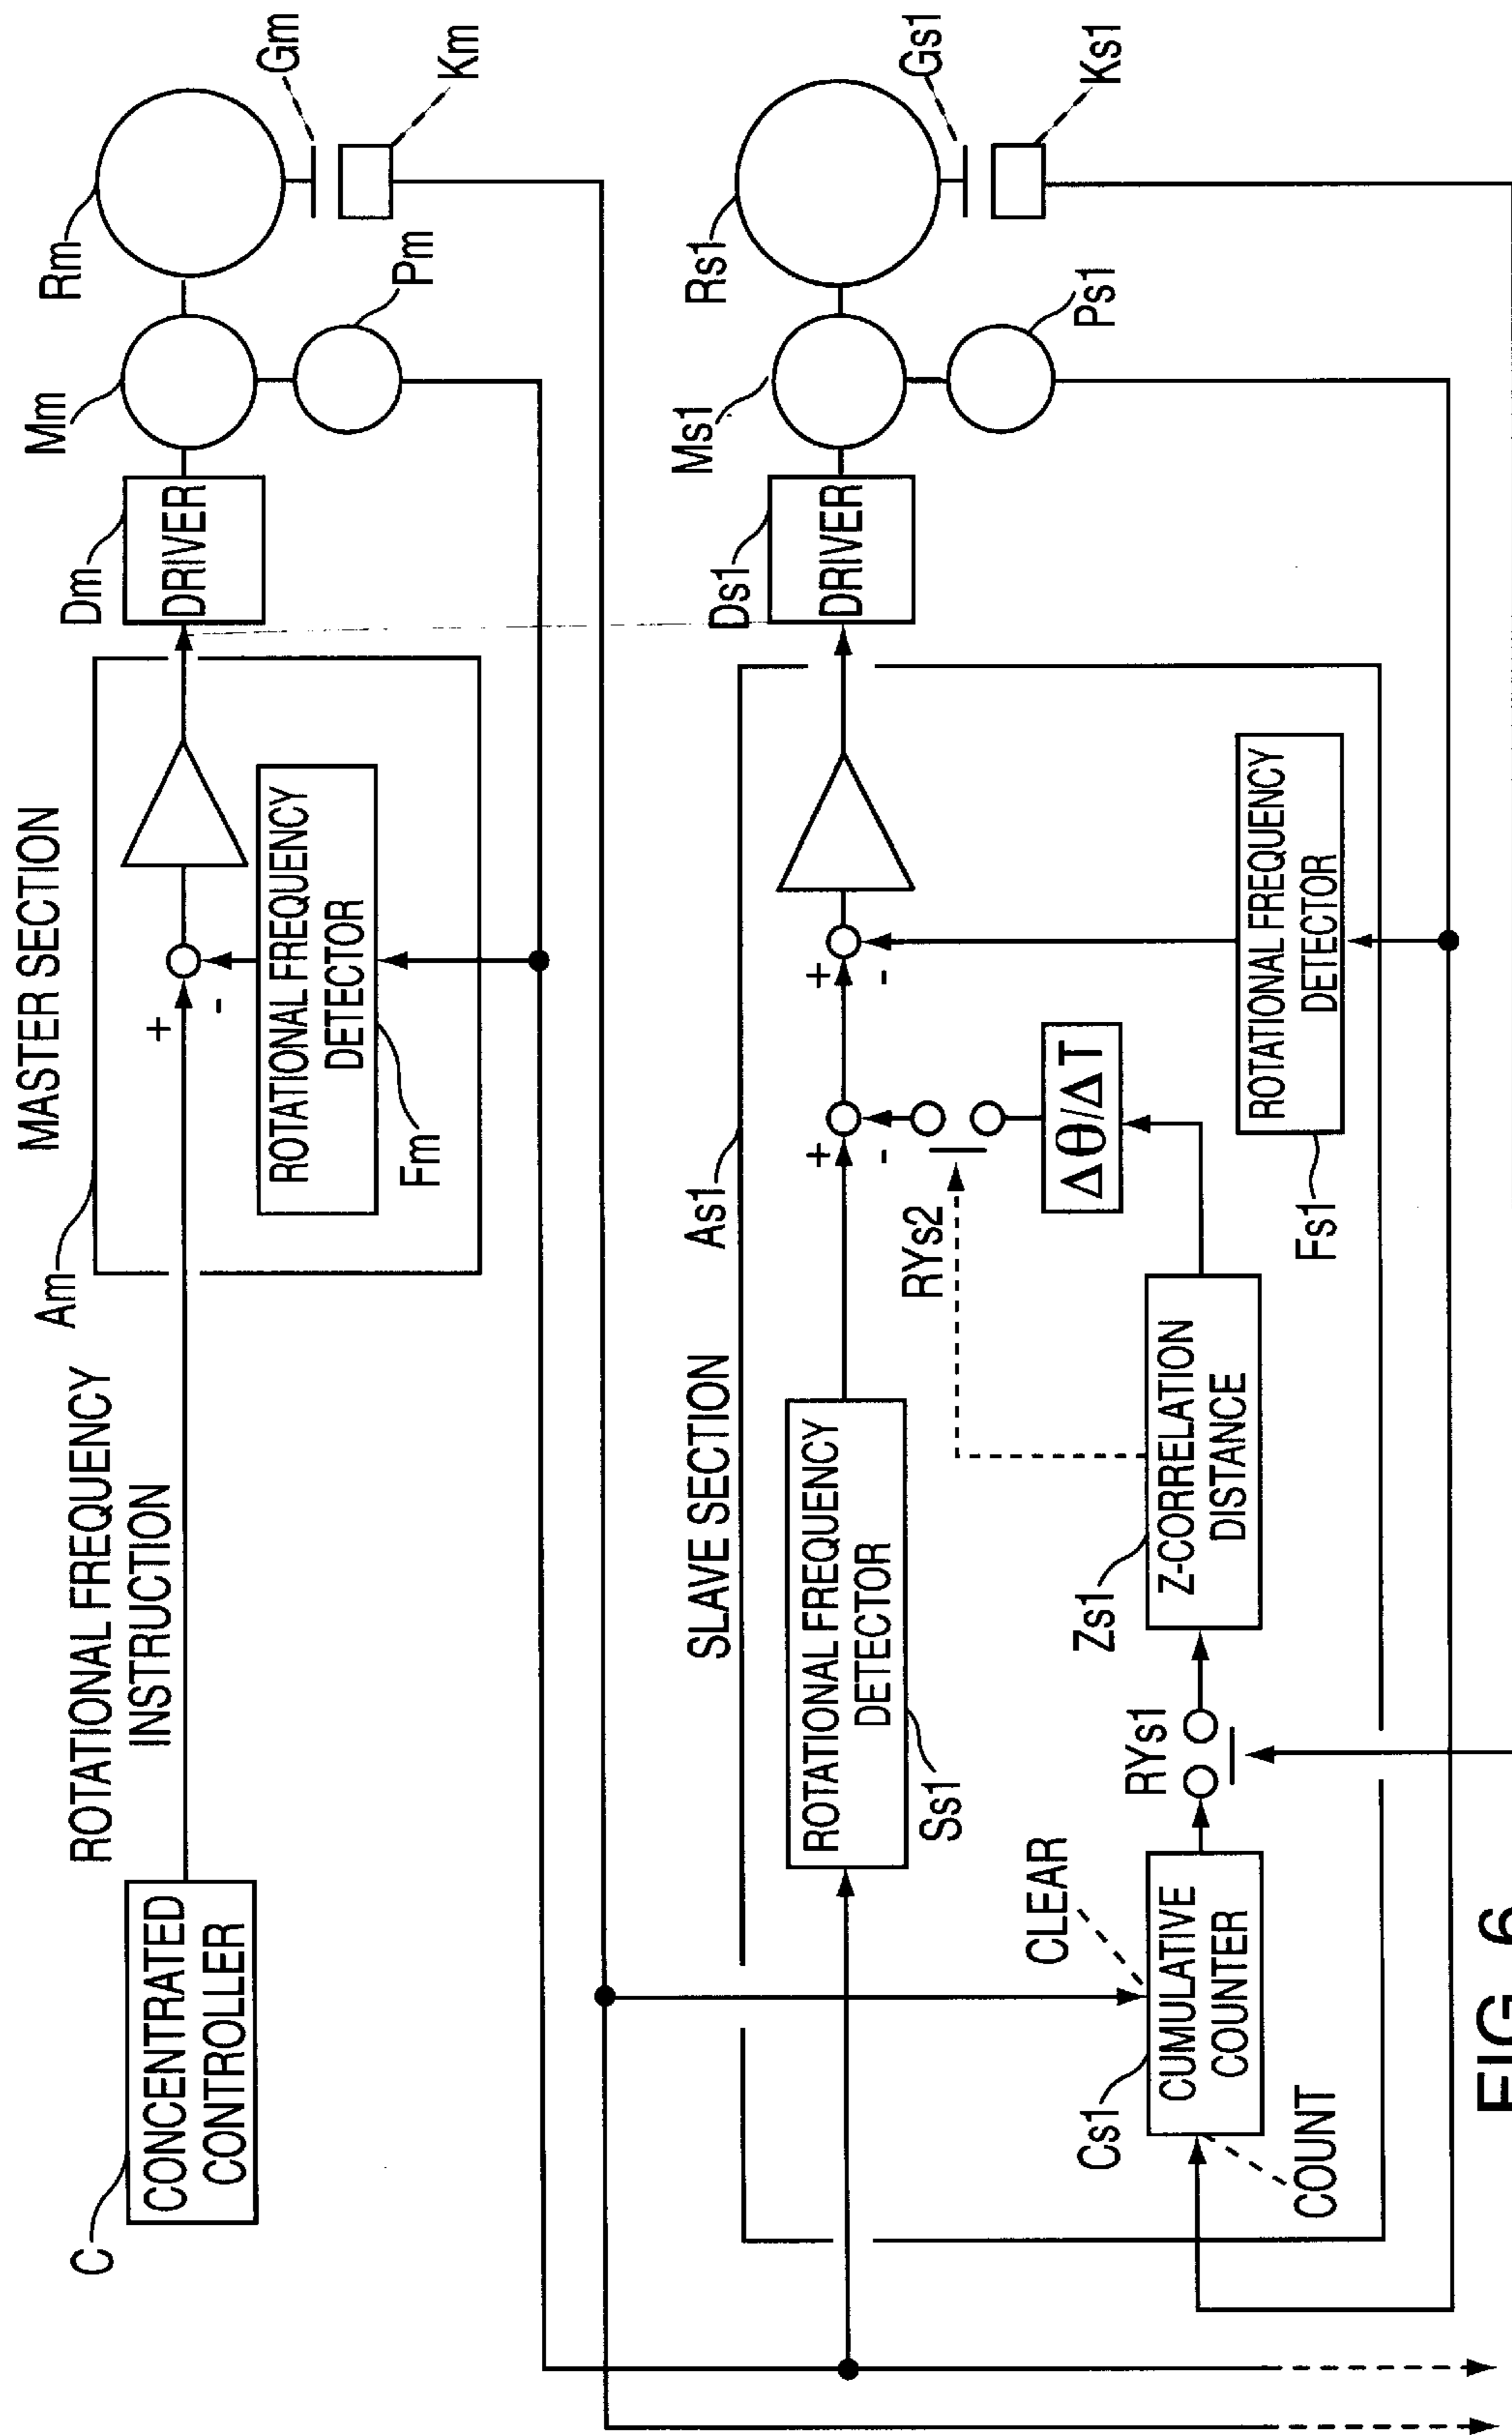 MASTER SECTION
C
CONCENTRATED
CONTROLLER
ROTATIONAL FREQUENCY
INSTRUCTION
Am
+
-
ROTATIONAL FREQUENCY
DETECTOR
Fm
Dm
DRIVER
Mm
Pm
Rm
Gm
Km
SLAVE SECTION
As1
ROTATIONAL FREQUENCY
DETECTOR
Ss1
+
-
+
-
RYs2
Δθ/ΔT
CLEAR
Cs1
CUMULATIVE
COUNTER
COUNT
RYs1
Zs1
Z-CORRELATION
DISTANCE
ROTATIONAL FREQUENCY
DETECTOR
Fs1
Ds1
DRIVER
Ms1
Ps1
Rs1
Gs1
Ks1